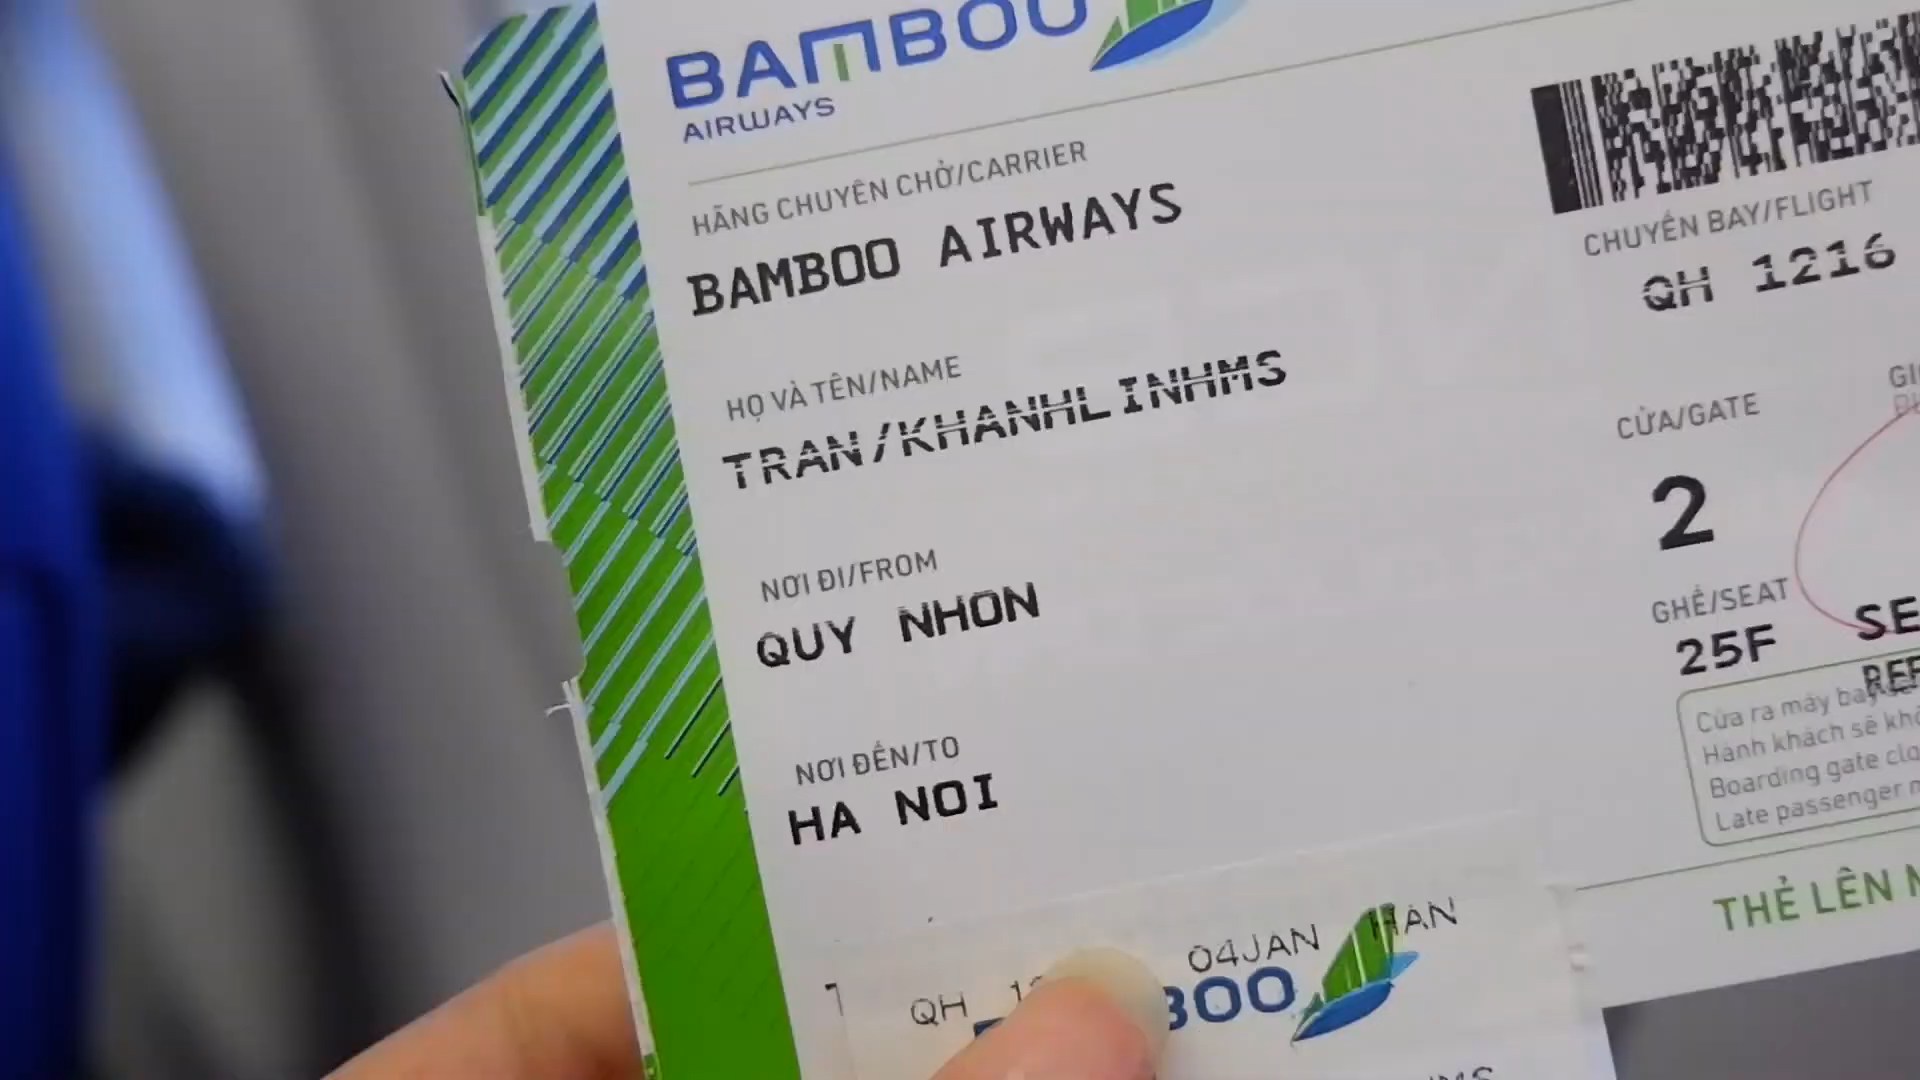 BAMBOO
AIRWAYS
HÃNG CHUYÊN CHỞ/CARRIER
BAMBOO AIRWAYS
CHUYẾN BAY/FLIGHT
QH 1216
HỌ VÀ TÊN/NAME
TRAN/KHANHLINHMS
CỬA/GATE
2
NƠI ĐI/FROM
QUY NHON
GHẾ/SEAT
25F
NƠI ĐẾN/TO
HA NOI
Cửa ra máy bay
Hành khách sẽ
Boarding gate
Late passenger
THẺ LÊN
QH
04JAN HAN